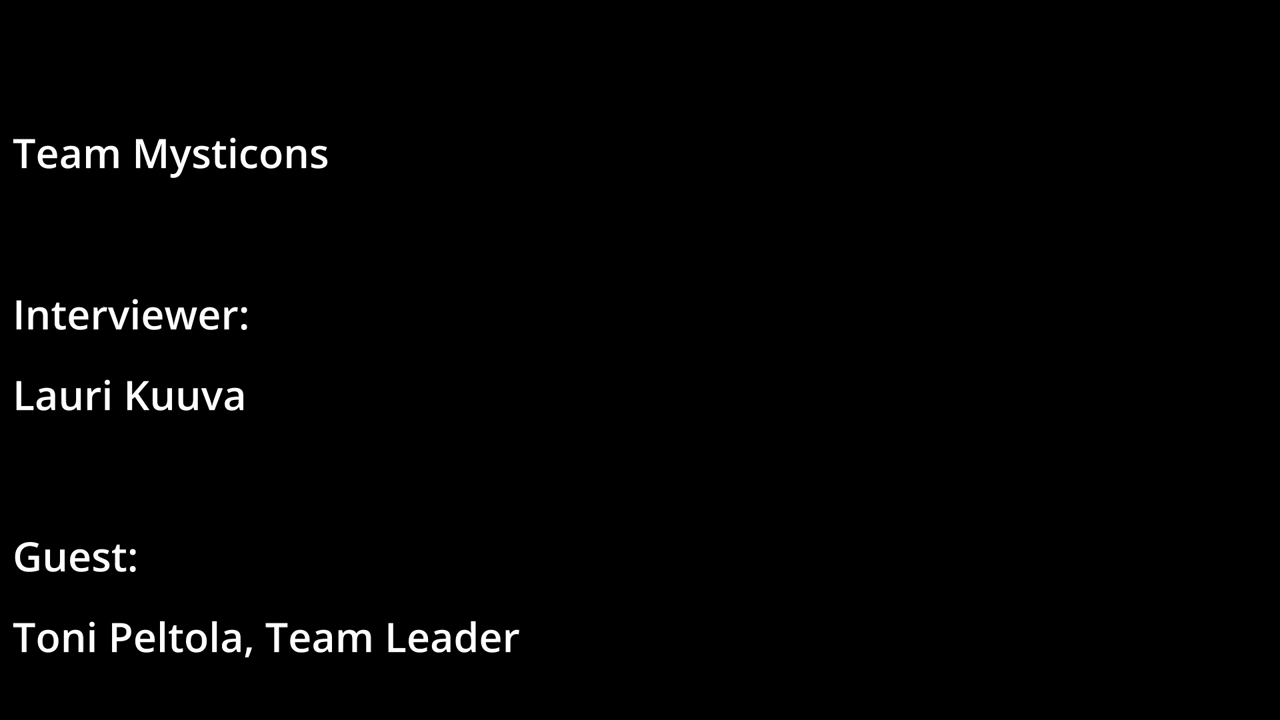 Team Mysticons
Interviewer:
Lauri Kuuva
Guest:
Toni Peltola, Team Leader